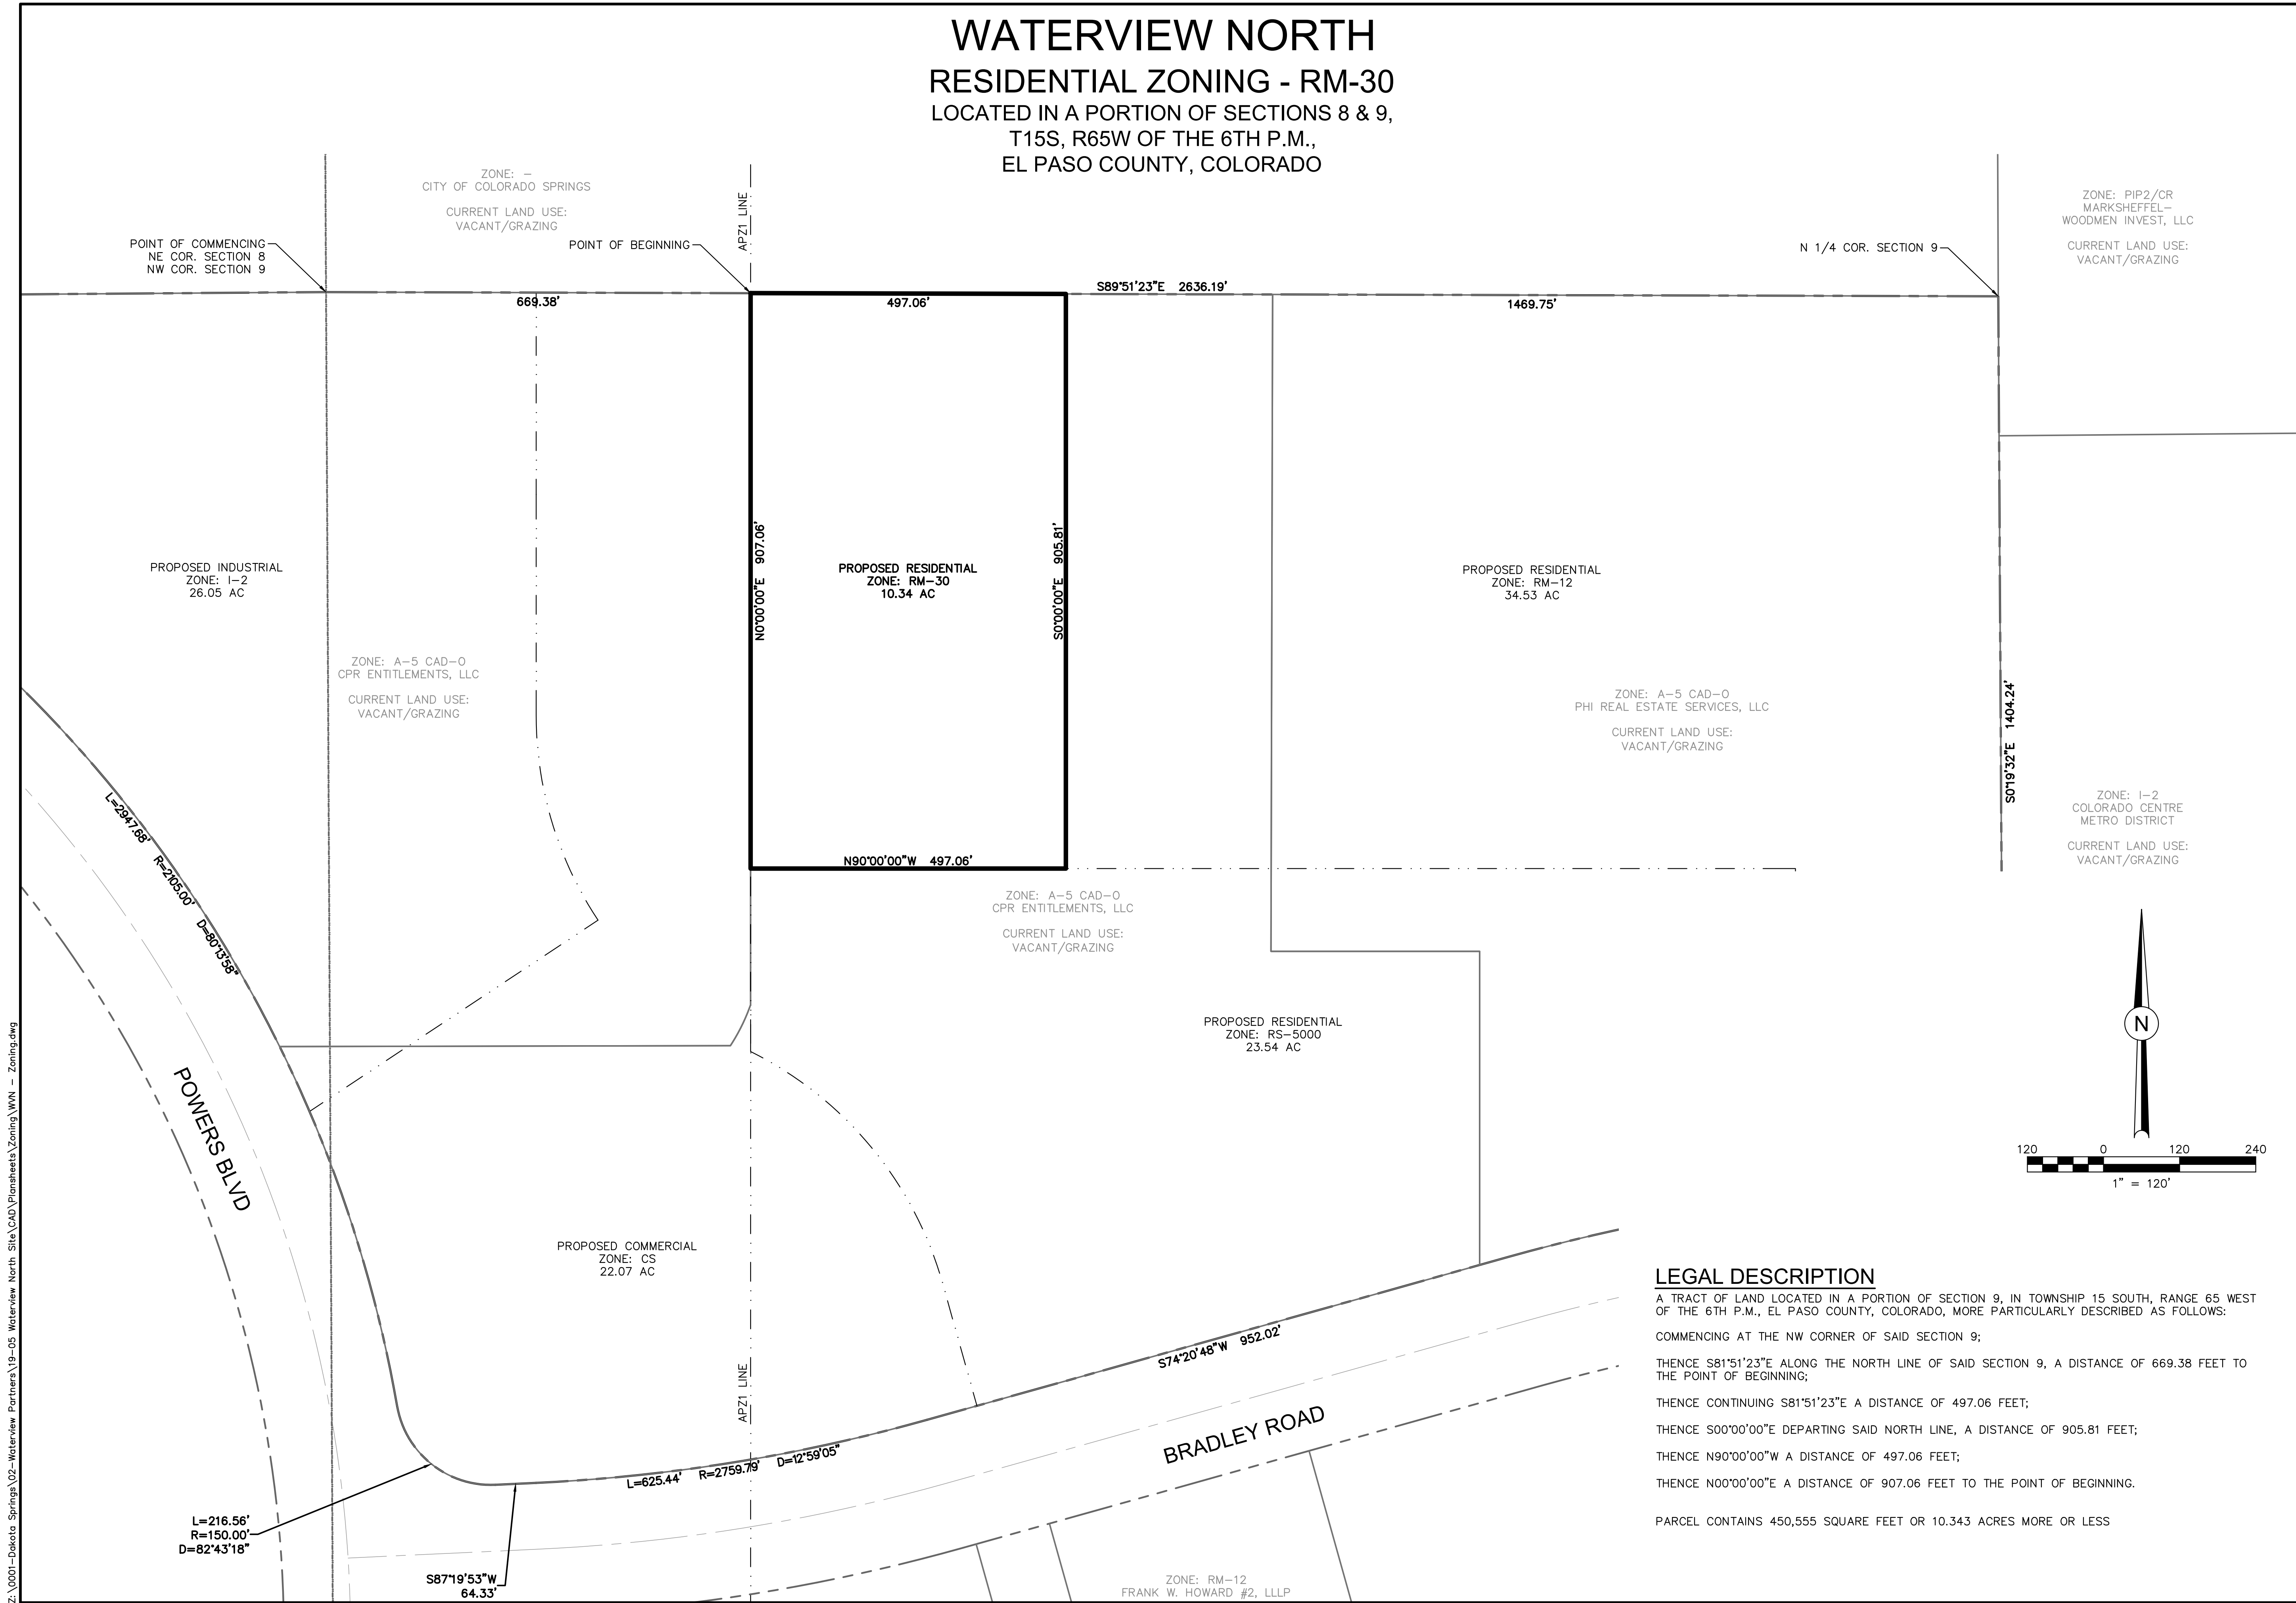 WATERVIEW NORTH
RESIDENTIAL ZONING - RM-30
LOCATED IN A PORTION OF SECTIONS 8 & 9,
T15S, R65W OF THE 6TH P.M.,
EL PASO COUNTY, COLORADO
ZONE: –
CITY OF COLORADO SPRINGS
CURRENT LAND USE:
VACANT/GRAZING
APZ1 LINE
ZONE: PIP2/CR
MARKSHEFFEL–
WOODMEN INVEST, LLC
CURRENT LAND USE:
VACANT/GRAZING
POINT OF COMMENCING
NE COR. SECTION 8
NW COR. SECTION 9
POINT OF BEGINNING
N 1/4 COR. SECTION 9
S89°51'23"E 2636.19'
669.38'
497.06'
1469.75'
N0°00'00"E 907.06'
S0°00'00"E 905.81'
PROPOSED INDUSTRIAL
ZONE: I–2
26.05 AC
PROPOSED RESIDENTIAL
ZONE: RM–30
10.34 AC
PROPOSED RESIDENTIAL
ZONE: RM–12
34.53 AC
ZONE: A–5 CAD–O
CPR ENTITLEMENTS, LLC
CURRENT LAND USE:
VACANT/GRAZING
ZONE: A–5 CAD–O
PHI REAL ESTATE SERVICES, LLC
CURRENT LAND USE:
VACANT/GRAZING
S0°19'32"E 1404.24'
ZONE: I–2
COLORADO CENTRE
METRO DISTRICT
CURRENT LAND USE:
VACANT/GRAZING
L=2947.68' R=2105.00' D=80°13'58"
N90°00'00"W 497.06'
ZONE: A–5 CAD–O
CPR ENTITLEMENTS, LLC
CURRENT LAND USE:
VACANT/GRAZING
PROPOSED RESIDENTIAL
ZONE: RS–5000
23.54 AC
N
120 0 120 240
1" = 120'
POWERS BLVD
PROPOSED COMMERCIAL
ZONE: CS
22.07 AC
APZ1 LINE
S74°20'48"W 952.02'
BRADLEY ROAD
L=625.44' R=2759.79' D=12°59'05"
L=216.56'
R=150.00'
D=82°43'18"
S87°19'53"W
64.33'
ZONE: RM–12
FRANK W. HOWARD #2, LLLP
LEGAL DESCRIPTION
A TRACT OF LAND LOCATED IN A PORTION OF SECTION 9, IN TOWNSHIP 15 SOUTH, RANGE 65 WEST
OF THE 6TH P.M., EL PASO COUNTY, COLORADO, MORE PARTICULARLY DESCRIBED AS FOLLOWS:
COMMENCING AT THE NW CORNER OF SAID SECTION 9;
THENCE S81°51'23"E ALONG THE NORTH LINE OF SAID SECTION 9, A DISTANCE OF 669.38 FEET TO
THE POINT OF BEGINNING;
THENCE CONTINUING S81°51'23"E A DISTANCE OF 497.06 FEET;
THENCE S00°00'00"E DEPARTING SAID NORTH LINE, A DISTANCE OF 905.81 FEET;
THENCE N90°00'00"W A DISTANCE OF 497.06 FEET;
THENCE N00°00'00"E A DISTANCE OF 907.06 FEET TO THE POINT OF BEGINNING.
PARCEL CONTAINS 450,555 SQUARE FEET OR 10.343 ACRES MORE OR LESS
Z:\0001–Dakota Springs\02–Waterview Partners\19–05 Waterview North Site\CAD\Plansheets\Zoning\WVN – Zoning.dwg